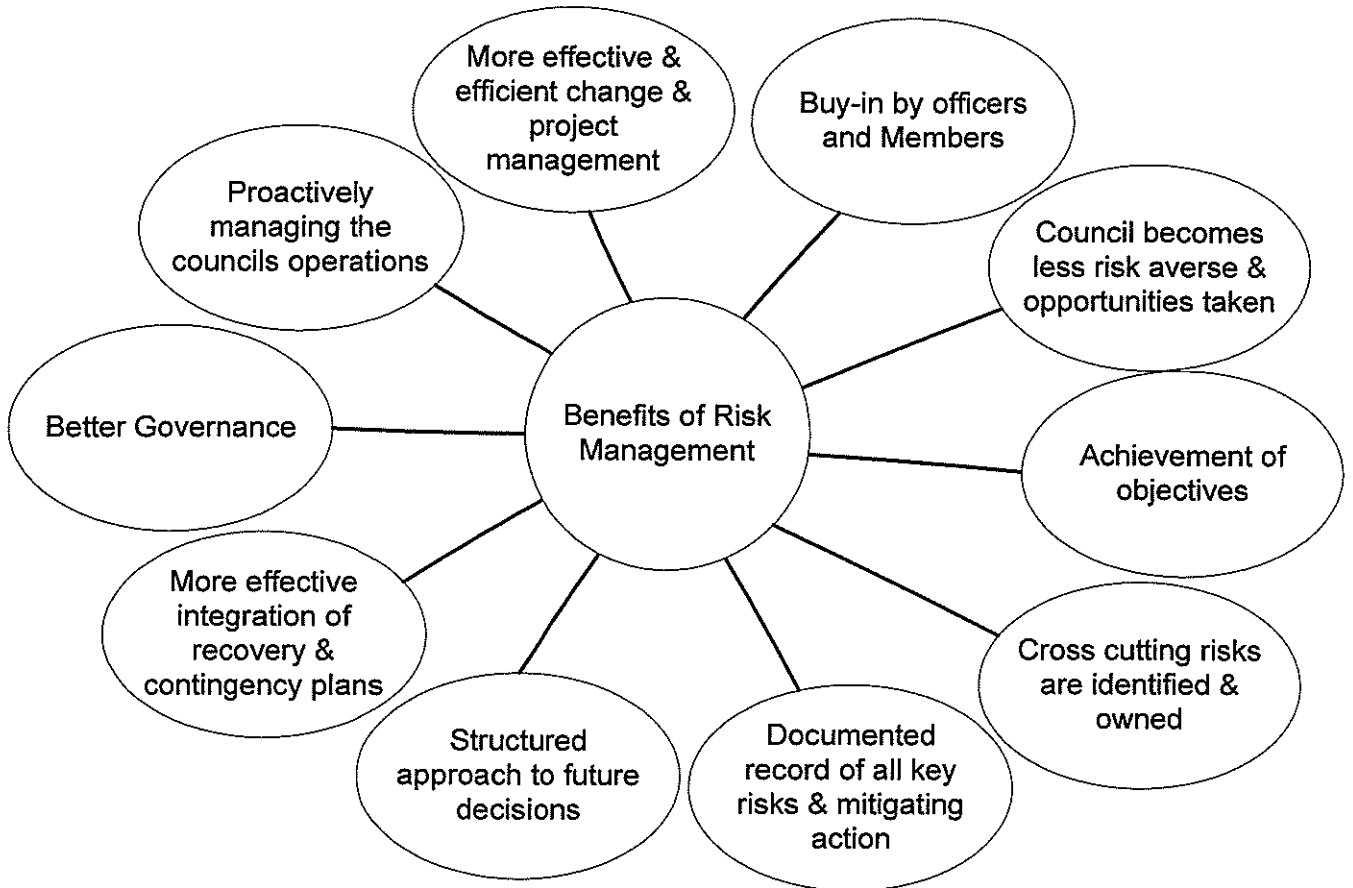 More effective &
efficient change &
project
management
Buy-in by officers
and Members
Council becomes
less risk averse &
opportunities taken
Achievement of
objectives
Cross cutting risks
are identified &
owned
Documented
record of all key
risks & mitigating
action
Structured
approach to future
decisions
More effective
integration of
recovery &
contingency plans
Better Governance
Proactively
managing the
councils operations
Benefits of Risk
Management